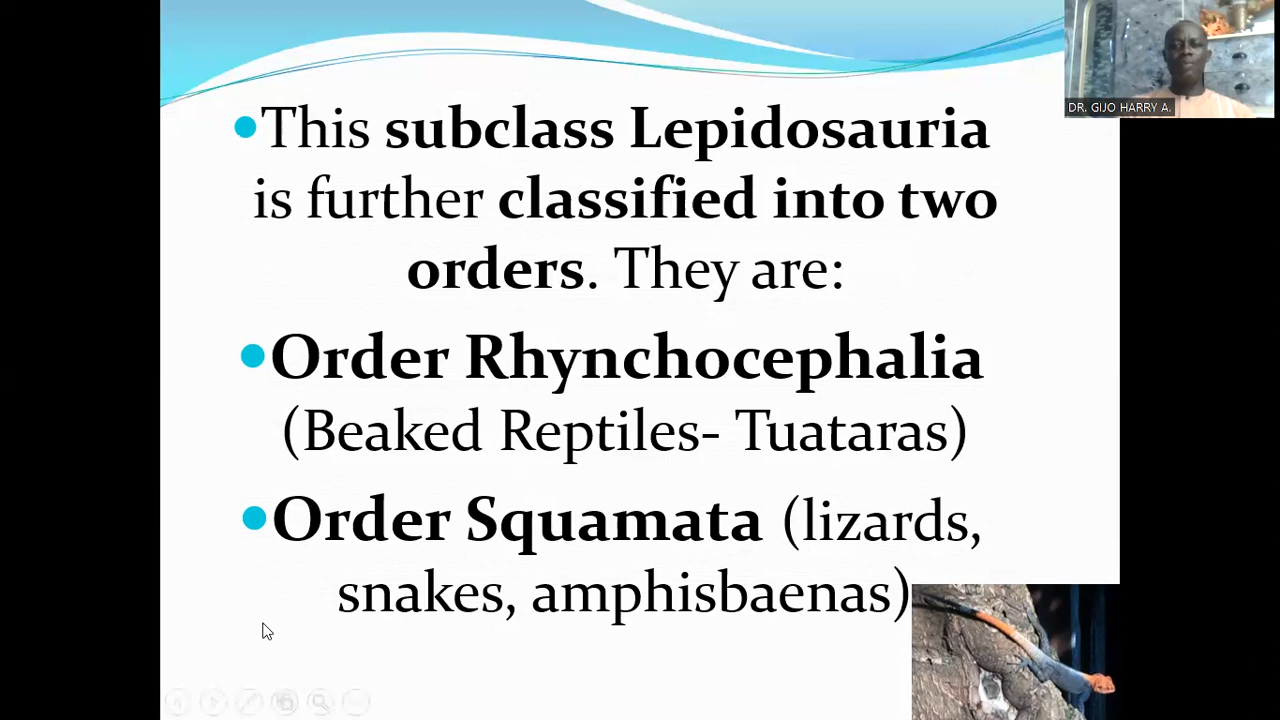 DR. GIJO HARRY A.
•This subclass Lepidosauria
is further classified into two
orders. They are:
•Order Rhynchocephalia
(Beaked Reptiles- Tuataras)
•Order Squamata (lizards,
snakes, amphisbaenas)